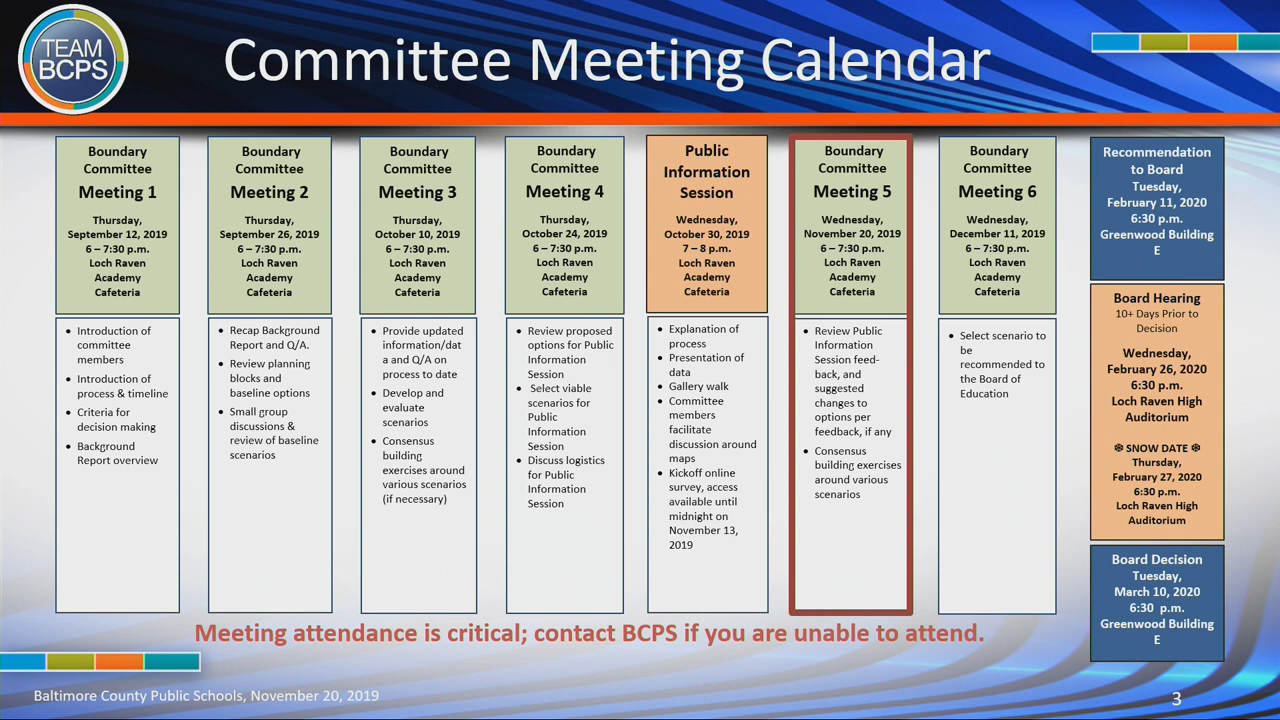 TEAM
BCPS
Committee Meeting Calendar
Boundary
Committee
Meeting 1
Thursday,
September 12, 2019
6 – 7:30 p.m.
Loch Raven
Academy
Cafeteria
• Introduction of
committee
members
• Introduction of
process & timeline
• Criteria for
decision making
• Background
Report overview
Boundary
Committee
Meeting 2
Thursday,
September 26, 2019
6 – 7:30 p.m.
Loch Raven
Academy
Cafeteria
• Recap Background
Report and Q/A.
• Review planning
blocks and
baseline options
• Small group
discussions &
review of baseline
scenarios
Boundary
Committee
Meeting 3
Thursday,
October 10, 2019
6 – 7:30 p.m.
Loch Raven
Academy
Cafeteria
• Provide updated
information/dat
a and Q/A on
process to date
• Develop and
evaluate
scenarios
• Consensus
building
exercises around
various scenarios
(if necessary)
Boundary
Committee
Meeting 4
Thursday,
October 24, 2019
6 – 7:30 p.m.
Loch Raven
Academy
Cafeteria
• Review proposed
options for Public
Information
Session
• Select viable
scenarios for
Public
Information
Session
• Discuss logistics
for Public
Information
Session
Public
Information
Session
Wednesday,
October 30, 2019
7 – 8 p.m.
Loch Raven
Academy
Cafeteria
• Explanation of
process
• Presentation of
data
• Gallery walk
• Committee
members
facilitate
discussion around
maps
• Kickoff online
survey, access
available until
midnight on
November 13,
2019
Boundary
Committee
Meeting 5
Wednesday,
November 20, 2019
6 – 7:30 p.m.
Loch Raven
Academy
Cafeteria
• Review Public
Information
Session feed-
back, and
suggested
changes to
options per
feedback, if any
• Consensus
building exercises
around various
scenarios
Boundary
Committee
Meeting 6
Wednesday,
December 11, 2019
6 – 7:30 p.m.
Loch Raven
Academy
Cafeteria
• Select scenario to
be
recommended to
the Board of
Education
Recommendation
to Board
Tuesday,
February 11, 2020
6:30 p.m.
Greenwood Building
E
Board Hearing
10+ Days Prior to
Decision
Wednesday,
February 26, 2020
6:30 p.m.
Loch Raven High
Auditorium
❆ SNOW DATE ❆
Thursday,
February 27, 2020
6:30 p.m.
Loch Raven High
Auditorium
Board Decision
Tuesday,
March 10, 2020
6:30 p.m.
Greenwood Building
E
Meeting attendance is critical; contact BCPS if you are unable to attend.
Baltimore County Public Schools, November 20, 2019
3